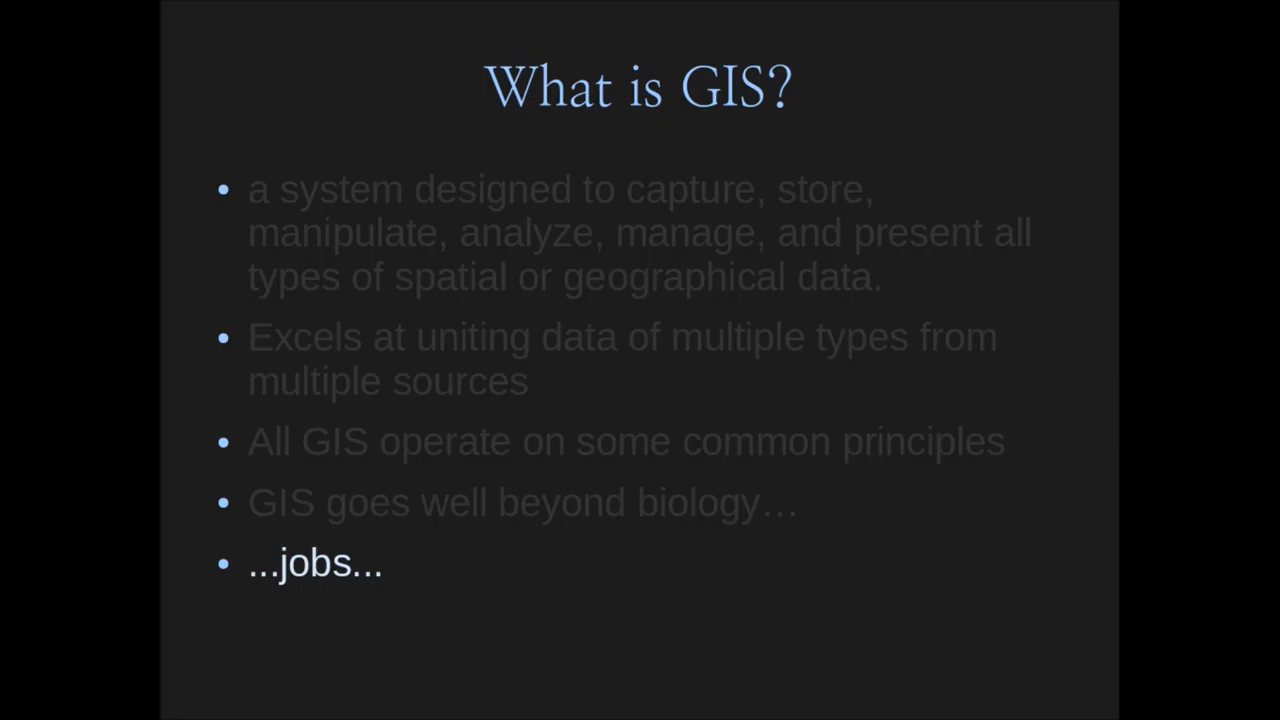 What is GIS?
• a system designed to capture, store,
manipulate, analyze, manage, and present all
types of spatial or geographical data.
• Excels at uniting data of multiple types from
multiple sources
• All GIS operate on some common principles
• GIS goes well beyond biology…
• ...jobs...